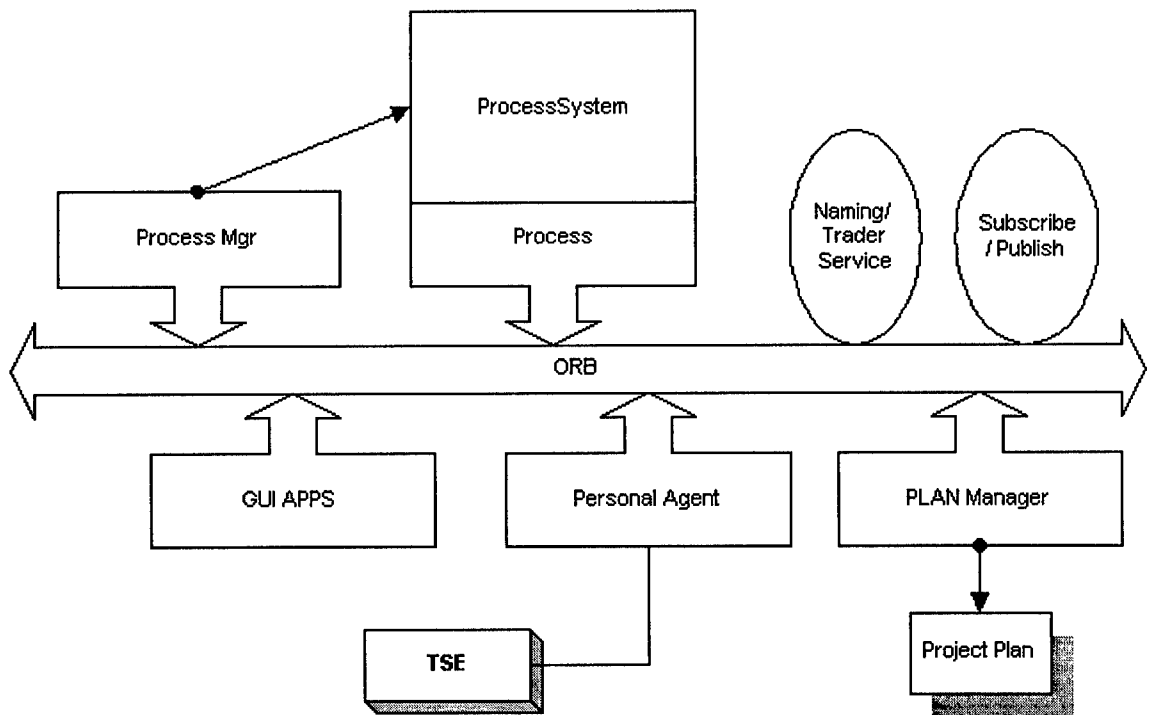 ProcessSystem
Process Mgr
Process
Naming/
Trader
Service
Subscribe
/ Publish
ORB
GUI APPS
Personal Agent
PLAN Manager
TSE
Project Plan